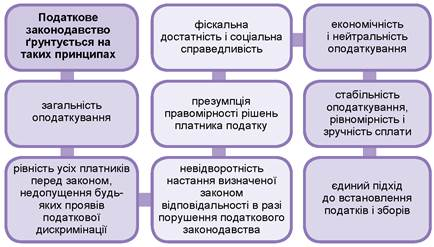 Податкове
законодавство
ґрунтується на
таких принципах
загальність
оподаткування
рівність усіх платників
перед законом,
недопущення будь-
яких проявів
податкової
дискримінації
невідворотність
настання визначеної
законом
відповідальності в разі
порушення податкового
законодавства
презумпція
правомірності рішень
платника податку
фіскальна
достатність і соціальна
справедливість
економічність
і нейтральність
оподаткування
стабільність
оподаткування,
рівномірність і
зручність сплати
єдиний підхід
до встановлення
податків і зборів